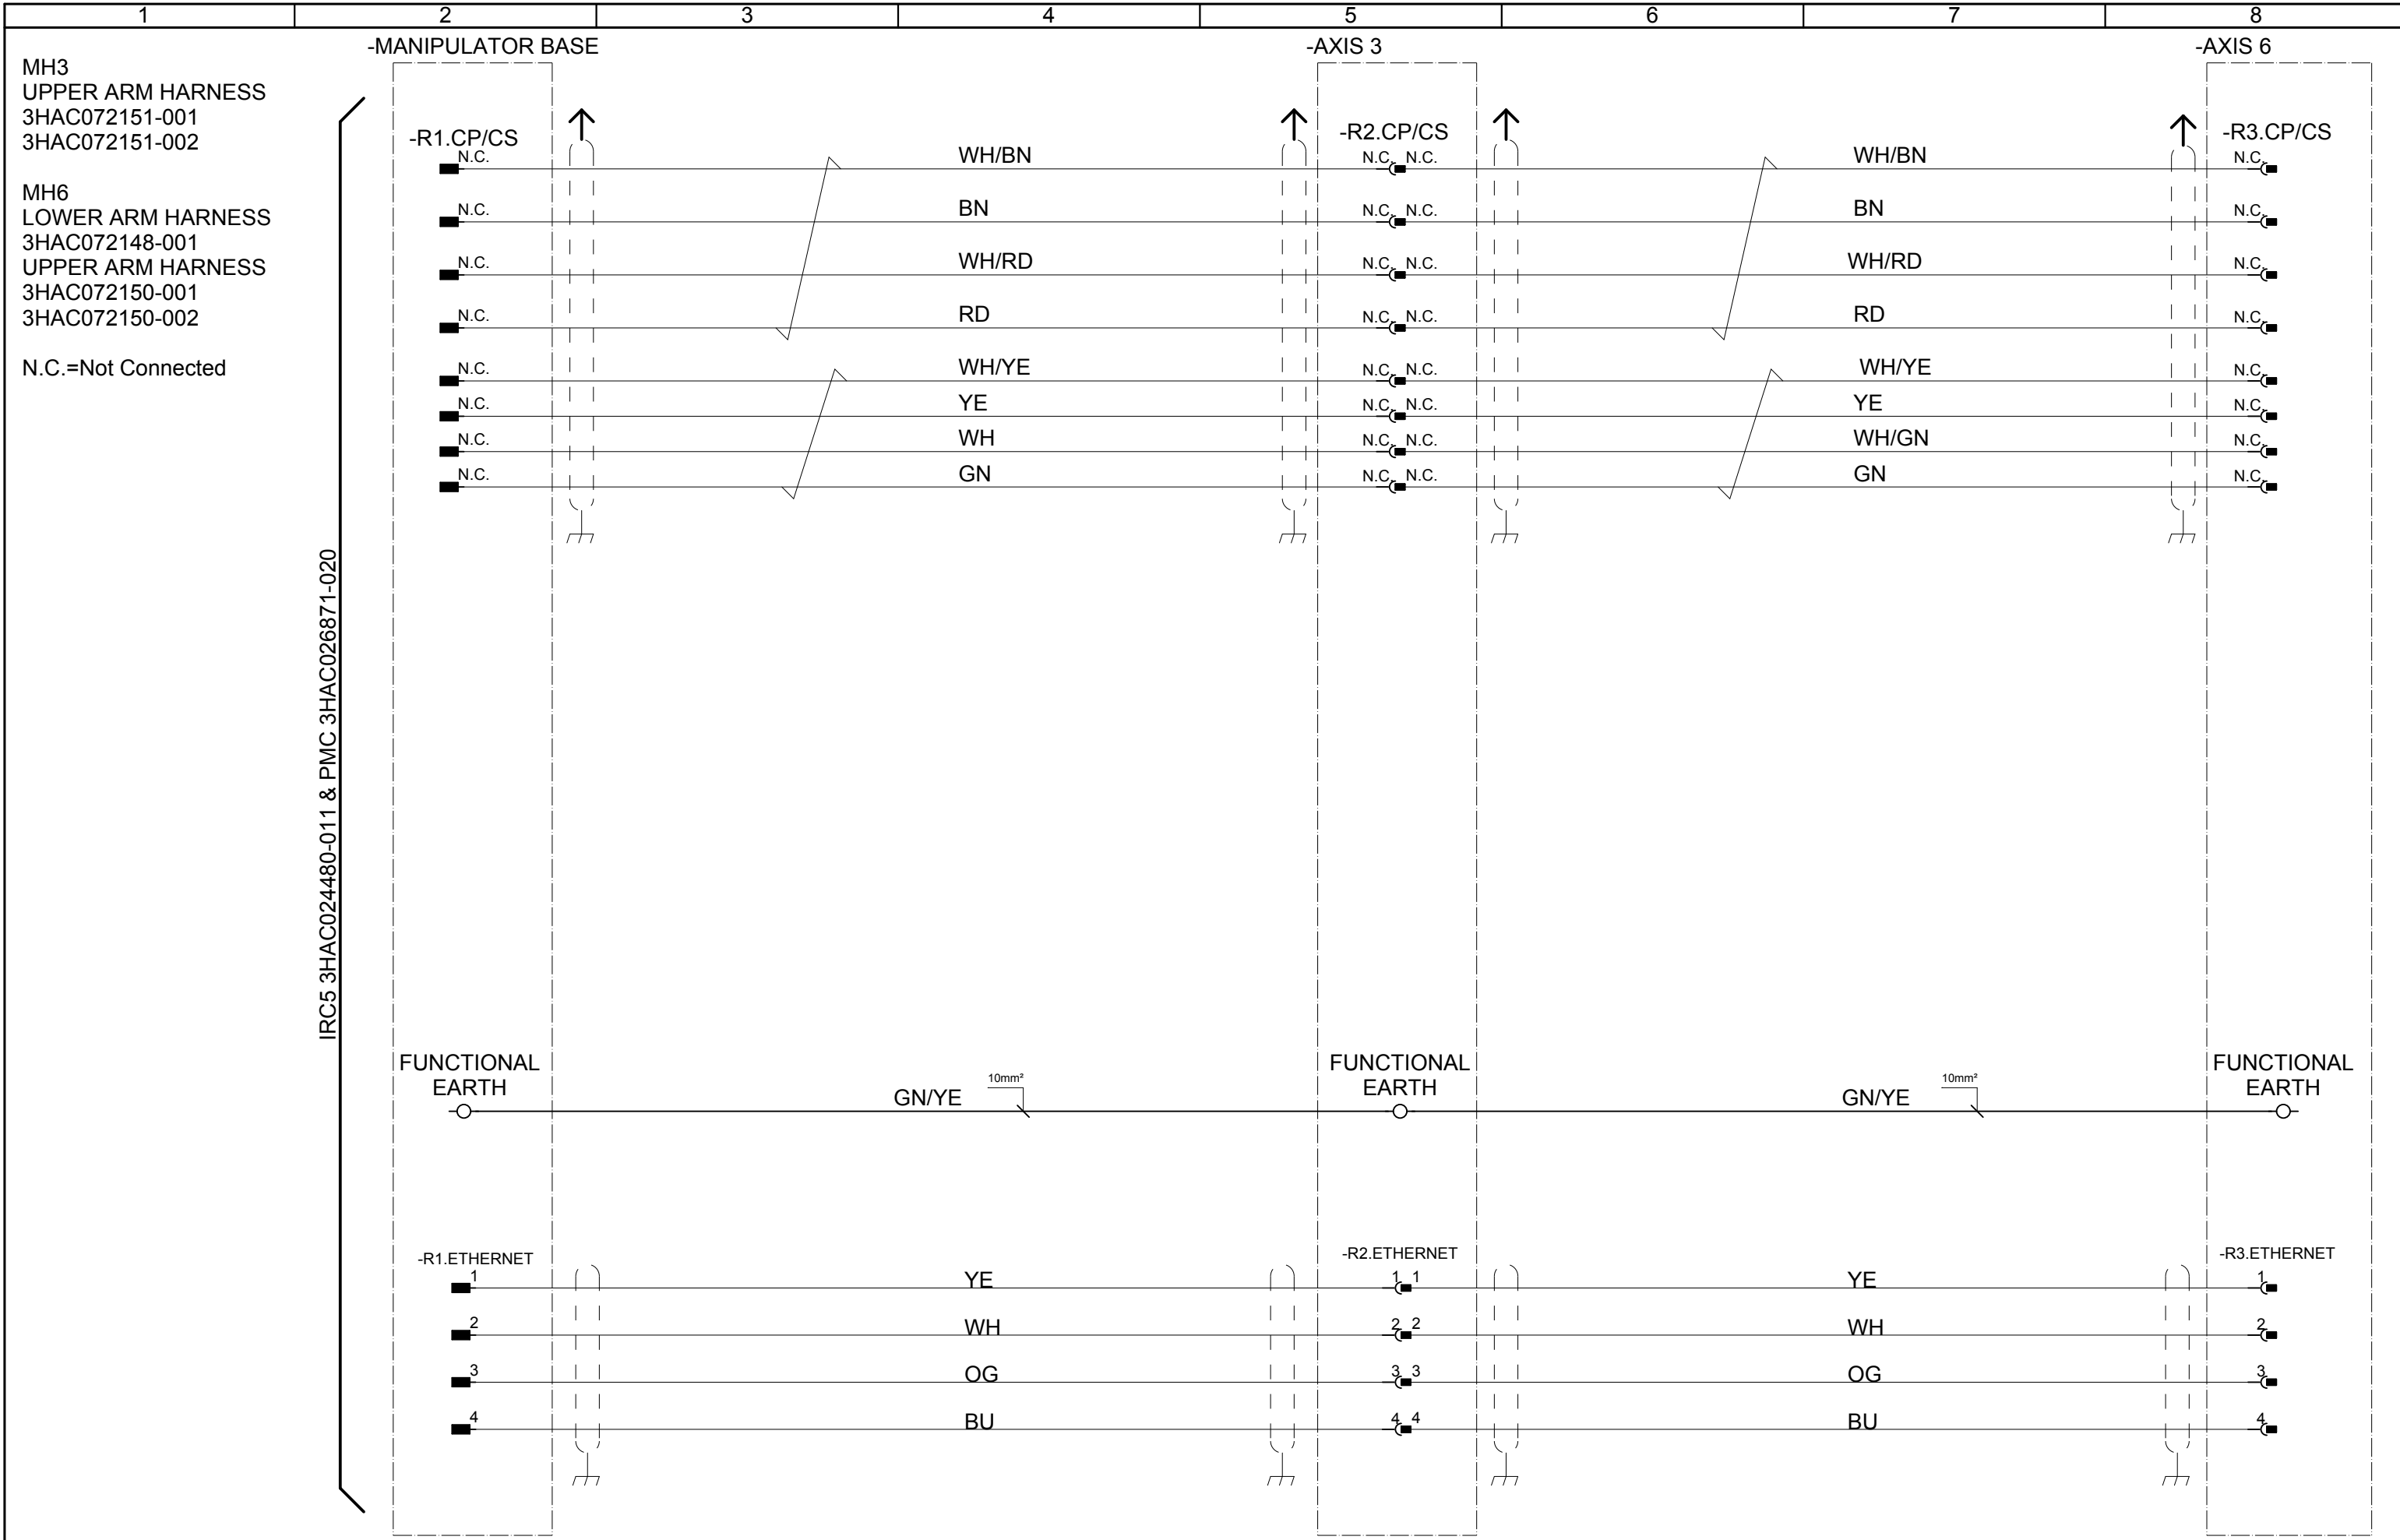 1 2 3 4 5 6 7 8
-MANIPULATOR BASE -AXIS 3 -AXIS 6
MH3
UPPER ARM HARNESS
3HAC072151-001
3HAC072151-002
MH6
LOWER ARM HARNESS
3HAC072148-001
UPPER ARM HARNESS
3HAC072150-001
3HAC072150-002
N.C.=Not Connected
IRC5 3HAC024480-011 & PMC 3HAC026871-020
-R1.CP/CS -R2.CP/CS -R3.CP/CS
N.C. WH/BN N.C. N.C. WH/BN N.C.
N.C. BN N.C. N.C. BN N.C.
N.C. WH/RD N.C. N.C. WH/RD N.C.
N.C. RD N.C. N.C. RD N.C.
N.C. WH/YE N.C. N.C. WH/YE N.C.
N.C. YE N.C. N.C. YE N.C.
N.C. WH N.C. N.C. WH/GN N.C.
N.C. GN N.C. N.C. GN N.C.
FUNCTIONAL FUNCTIONAL FUNCTIONAL
EARTH 10mm² EARTH 10mm² EARTH
GN/YE GN/YE
-R1.ETHERNET -R2.ETHERNET -R3.ETHERNET
1 YE 1 1 YE 1
2 WH 2 2 WH 2
3 OG 3 3 OG 3
4 BU 4 4 BU 4